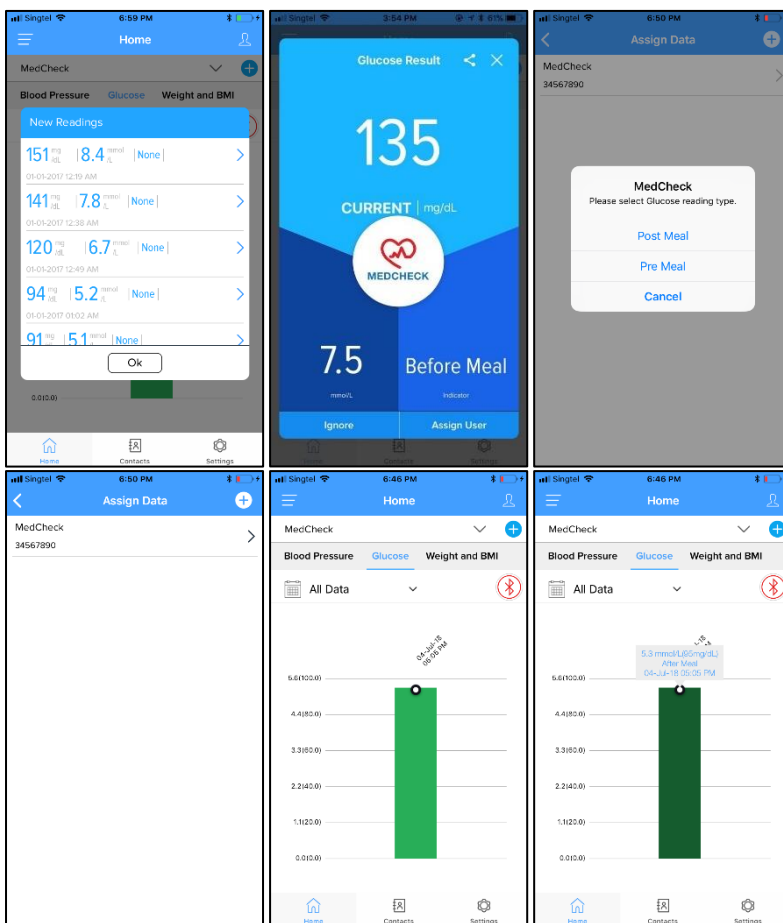 Singtel 6:59 PM
Home
MedCheck
Blood Pressure Glucose Weight and BMI
New Readings
151 mg/dL | 8.4 mmol/L | None |
01-01-2017 12:19 AM
141 mg/dL | 7.8 mmol/L | None |
01-01-2017 12:38 AM
120 mg/dL | 6.7 mmol/L | None |
01-01-2017 12:49 AM
94 mg/dL | 5.2 mmol/L | None |
01-01-2017 01:02 AM
91 mg | 5.1 mmol | None |
Ok
0.0(0.0)
Home Contacts Settings
Singtel 3:54 PM 61%
Glucose Result
135
CURRENT | mg/dL
MEDCHECK
7.5
mmol/L
Before Meal
Indicator
Ignore Assign User
Singtel 6:50 PM
Assign Data
MedCheck
34567890
MedCheck
Please select Glucose reading type.
Post Meal
Pre Meal
Cancel
Singtel 6:50 PM
Assign Data
MedCheck
34567890
Singtel 6:46 PM
Home
MedCheck
Blood Pressure Glucose Weight and BMI
All Data
04-Jul-18
05:05 PM
5.6(100.0)
4.4(80.0)
3.3(60.0)
2.2(40.0)
1.1(20.0)
0.0(0.0)
Home Contacts Settings
Singtel 6:46 PM
Home
MedCheck
Blood Pressure Glucose Weight and BMI
All Data
5.3 mmol/L(95mg/dL)
After Meal
04-Jul-18 05:05 PM
5.6(100.0)
4.4(80.0)
3.3(60.0)
2.2(40.0)
1.1(20.0)
0.0(0.0)
Home Contacts Settings